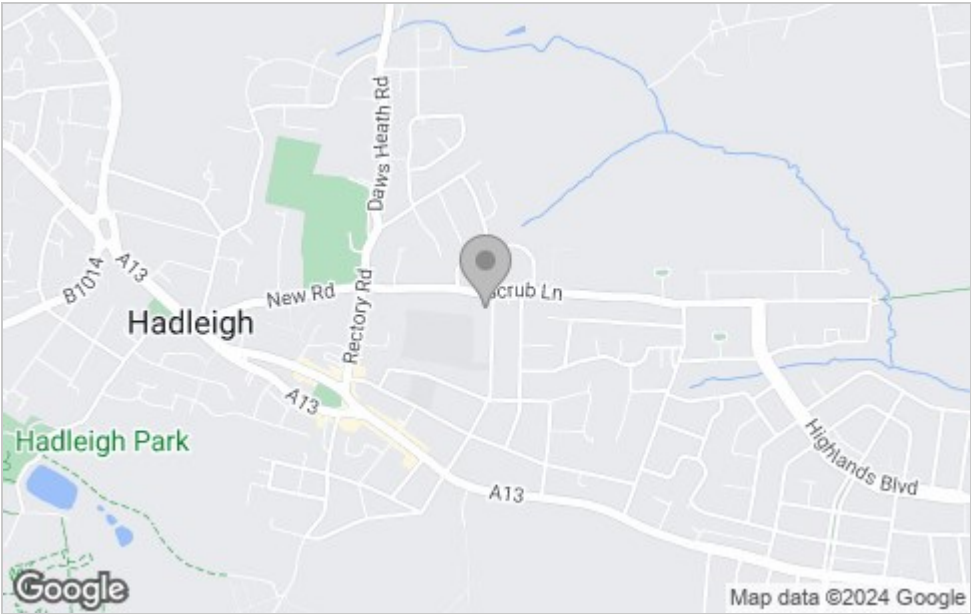 Daws Heath Rd
B1014
A13
New Rd
Scrub Ln
Hadleigh
Rectory Rd
A13
Hadleigh Park
Highlands Blvd
A13
Google
Map data ©2024 Google